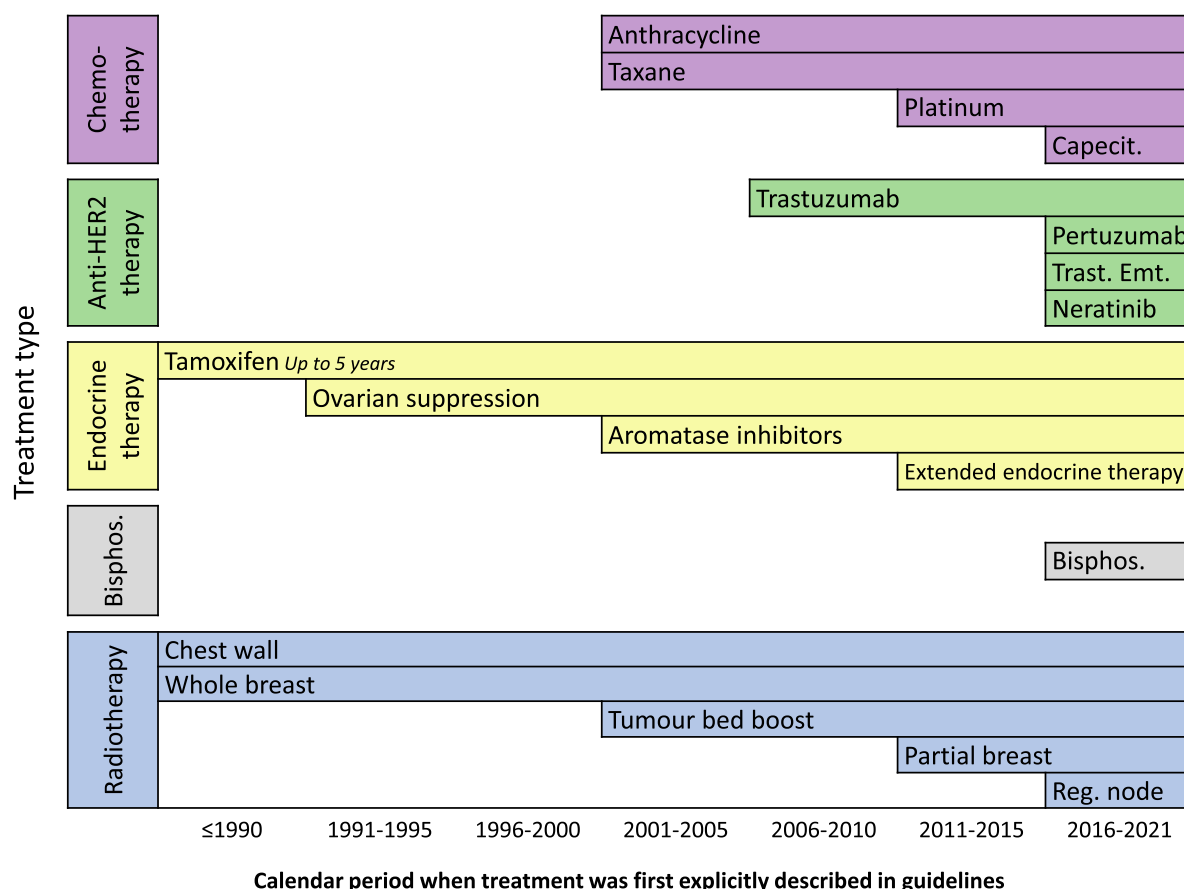 Treatment type
Chemo-
therapy
Anthracycline
Taxane
Platinum
Capecit.
Anti-HER2
therapy
Trastuzumab
Pertuzumab
Trast. Emt.
Neratinib
Endocrine
therapy
Tamoxifen Up to 5 years
Ovarian suppression
Aromatase inhibitors
Extended endocrine therapy
Bisphos.
Bisphos.
Radiotherapy
Chest wall
Whole breast
Tumour bed boost
Partial breast
Reg. node
≤1990 1991-1995 1996-2000 2001-2005 2006-2010 2011-2015 2016-2021
Calendar period when treatment was first explicitly described in guidelines